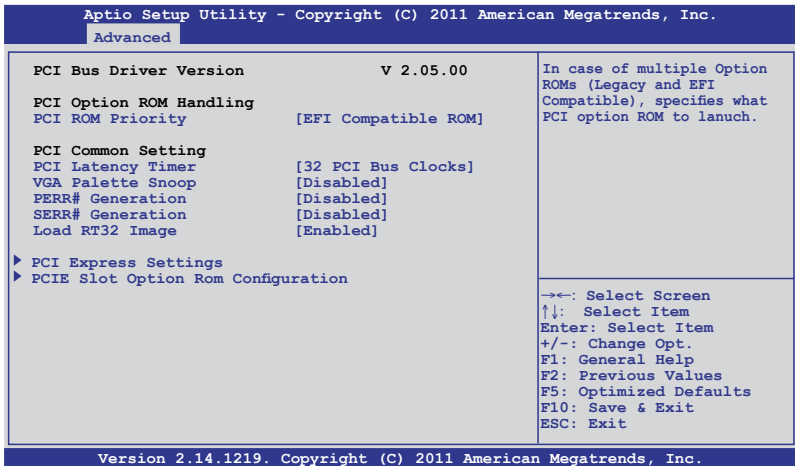 Aptio Setup Utility - Copyright (C) 2011 American Megatrends, Inc.
Advanced
PCI Bus Driver Version V 2.05.00
PCI Option ROM Handling
PCI ROM Priority [EFI Compatible ROM]
PCI Common Setting
PCI Latency Timer [32 PCI Bus Clocks]
VGA Palette Snoop [Disabled]
PERR# Generation [Disabled]
SERR# Generation [Disabled]
Load RT32 Image [Enabled]
PCI Express Settings
PCIE Slot Option Rom Configuration
In case of multiple Option
ROMs (Legacy and EFI
Compatible), specifies what
PCI option ROM to lanuch.
→←: Select Screen
↑↓: Select Item
Enter: Select Item
+/-: Change Opt.
F1: General Help
F2: Previous Values
F5: Optimized Defaults
F10: Save & Exit
ESC: Exit
Version 2.14.1219. Copyright (C) 2011 American Megatrends, Inc.